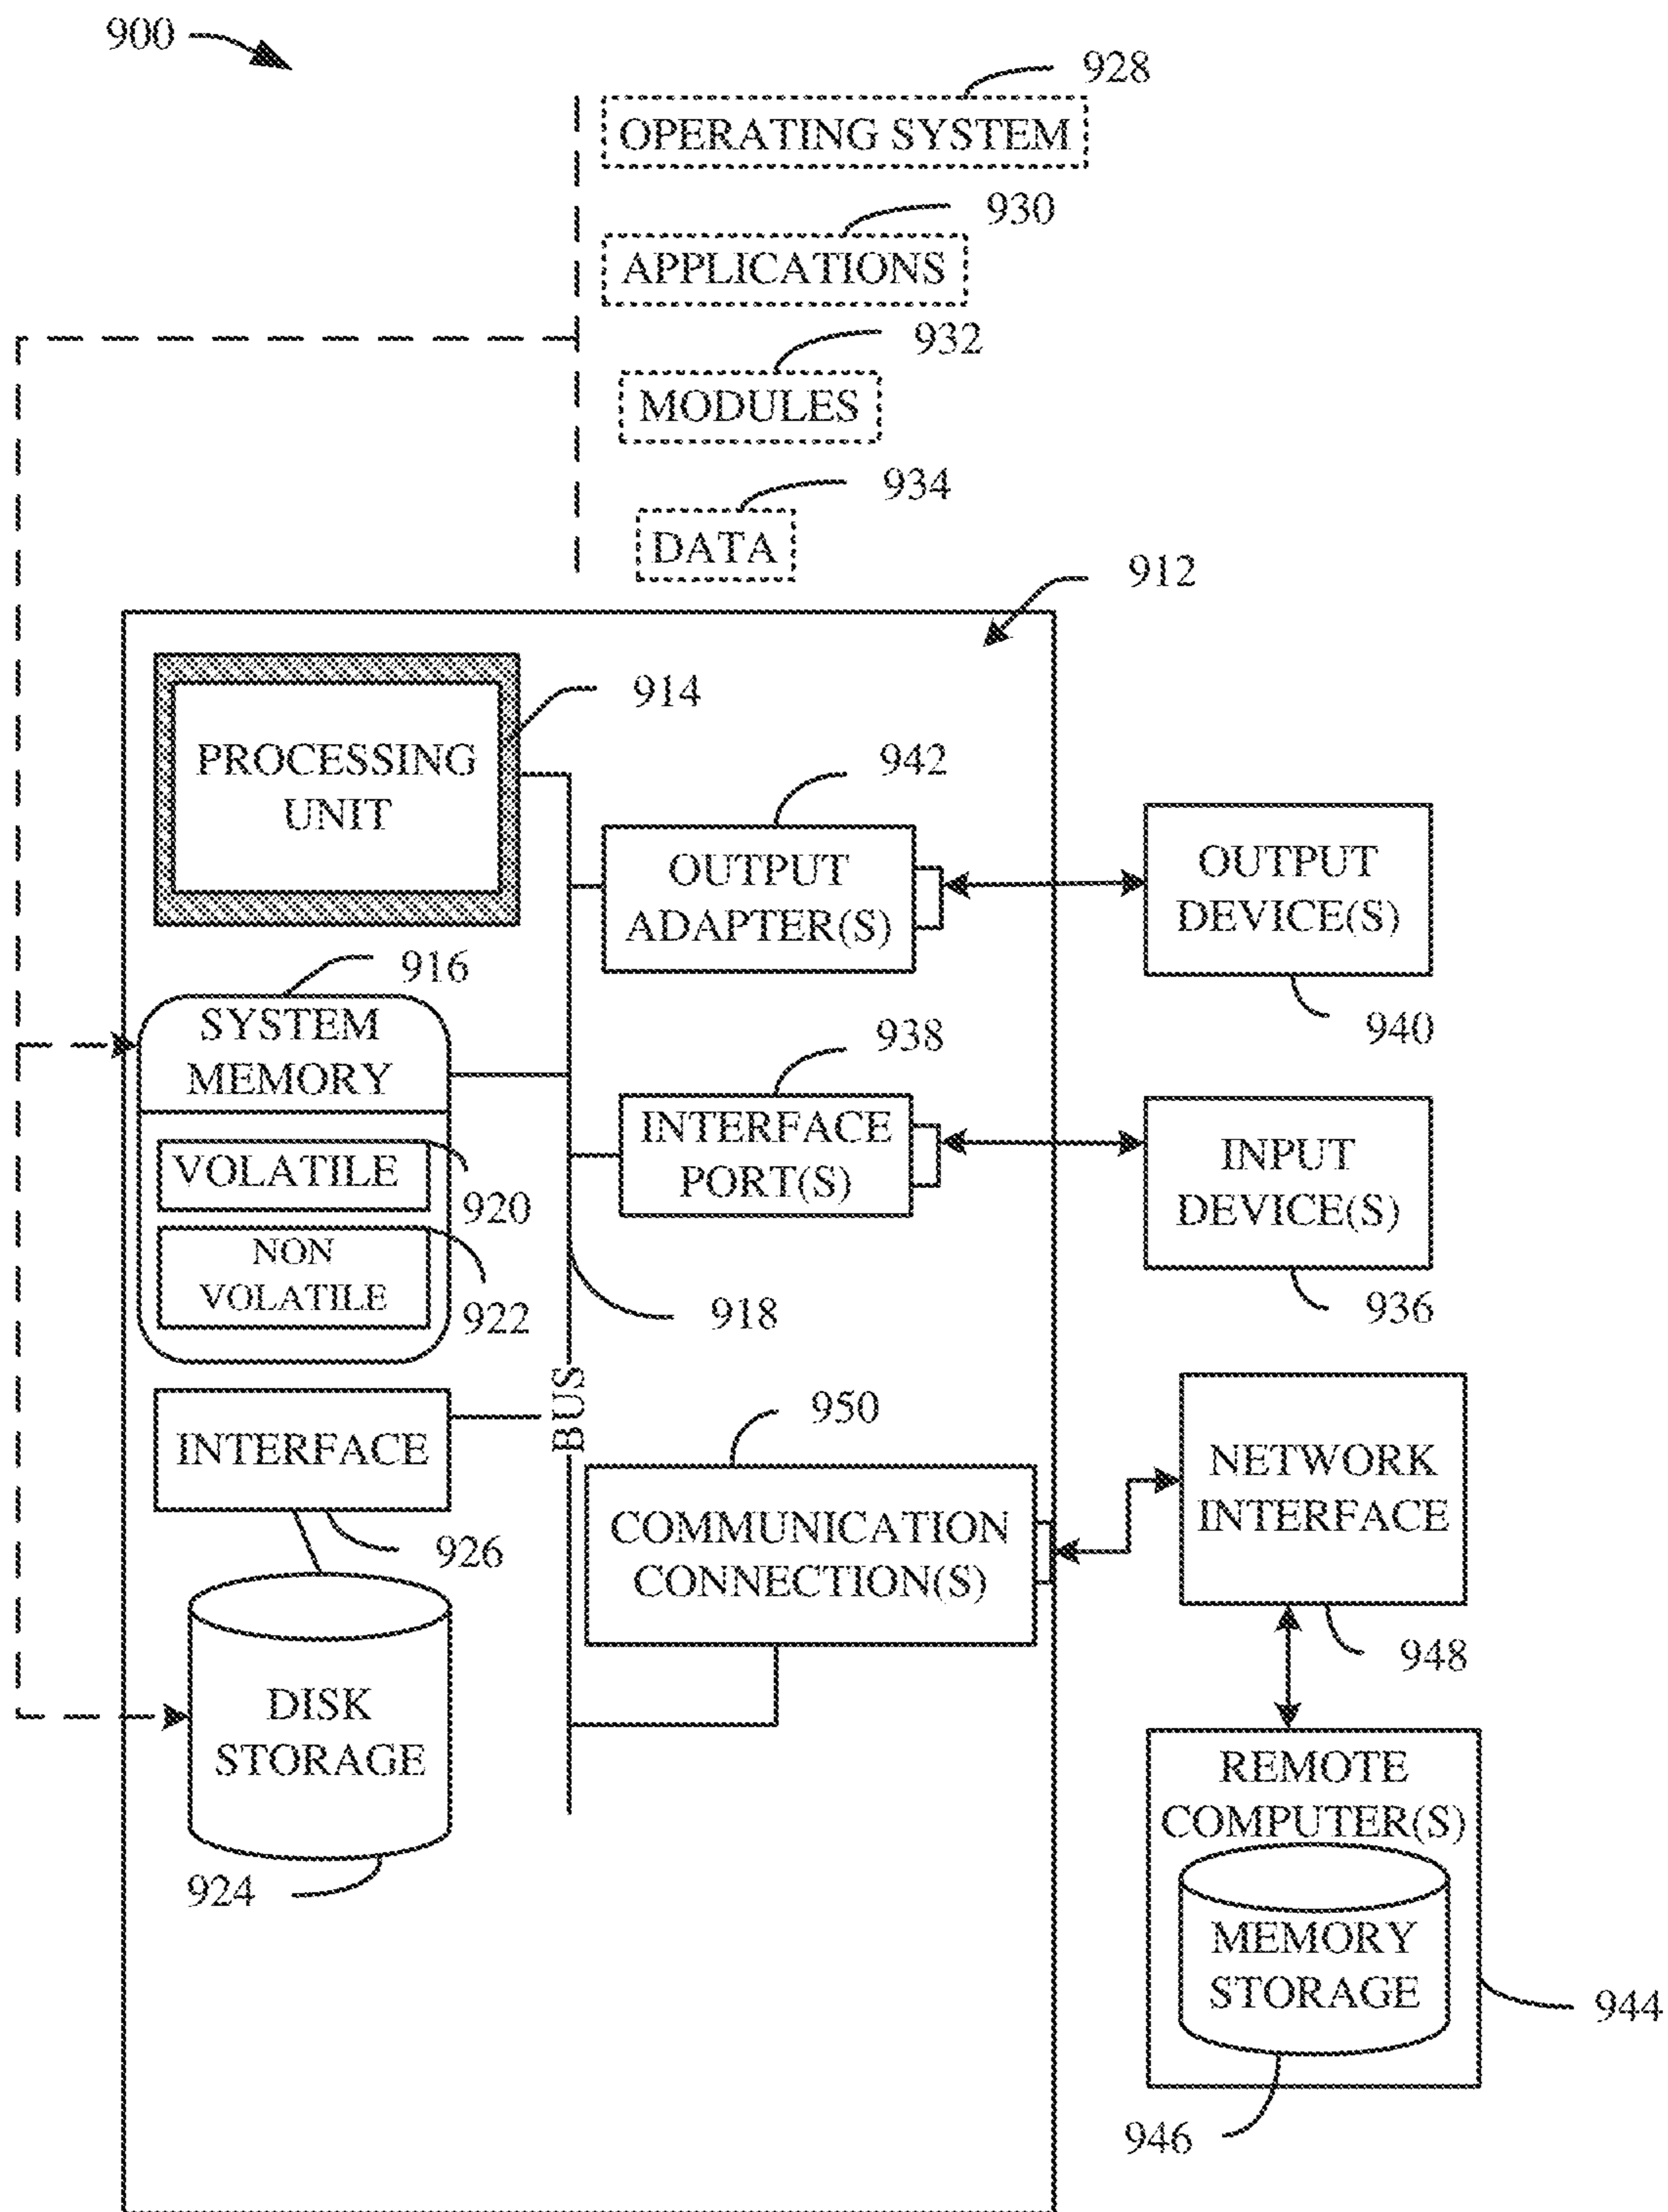 900
928
OPERATING SYSTEM
930
APPLICATIONS
932
MODULES
934
DATA
912
914
PROCESSING
UNIT
942
OUTPUT
ADAPTER(S)
OUTPUT
DEVICE(S)
940
916
SYSTEM
MEMORY
VOLATILE
920
NON
VOLATILE
922
938
INTERFACE
PORT(S)
INPUT
DEVICE(S)
936
918
BUS
INTERFACE
926
950
COMMUNICATION
CONNECTION(S)
NETWORK
INTERFACE
948
DISK
STORAGE
924
REMOTE
COMPUTER(S)
MEMORY
STORAGE
944
946